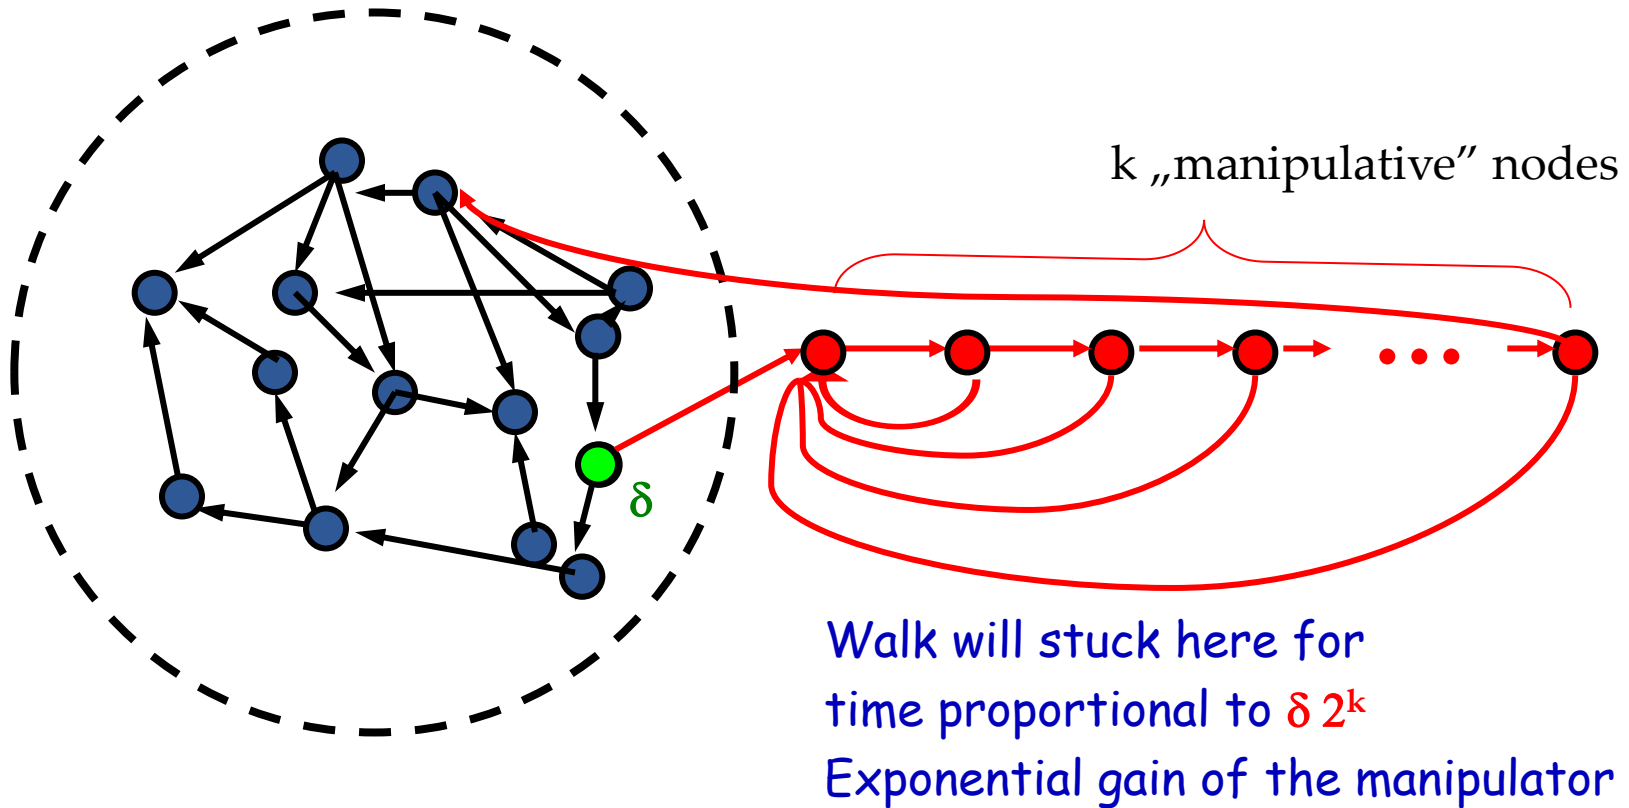 k „manipulative” nodes
δ
Walk will stuck here for
time proportional to δ 2ᵏ
Exponential gain of the manipulator